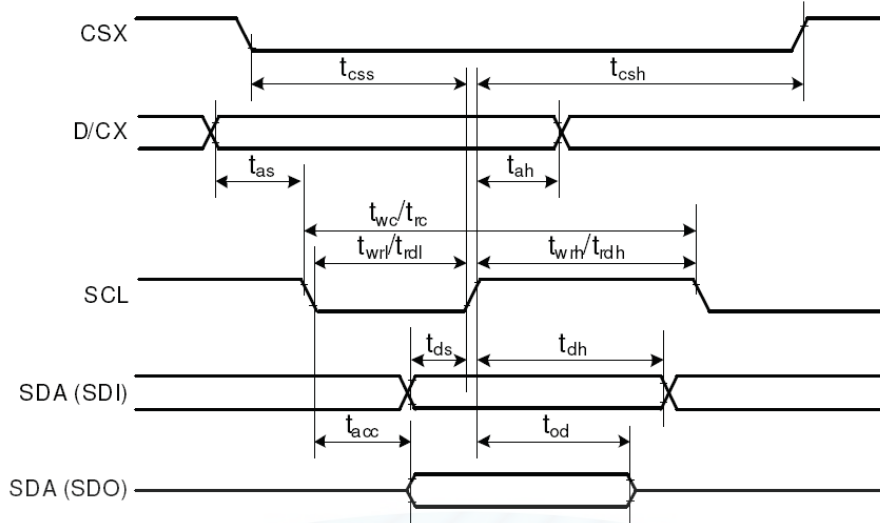 CSX
tcss
tcsh
D/CX
tas
tah
twc/trc
twrl/trdl
twrh/trdh
SCL
tds
tdh
SDA (SDI)
tacc
tod
SDA (SDO)